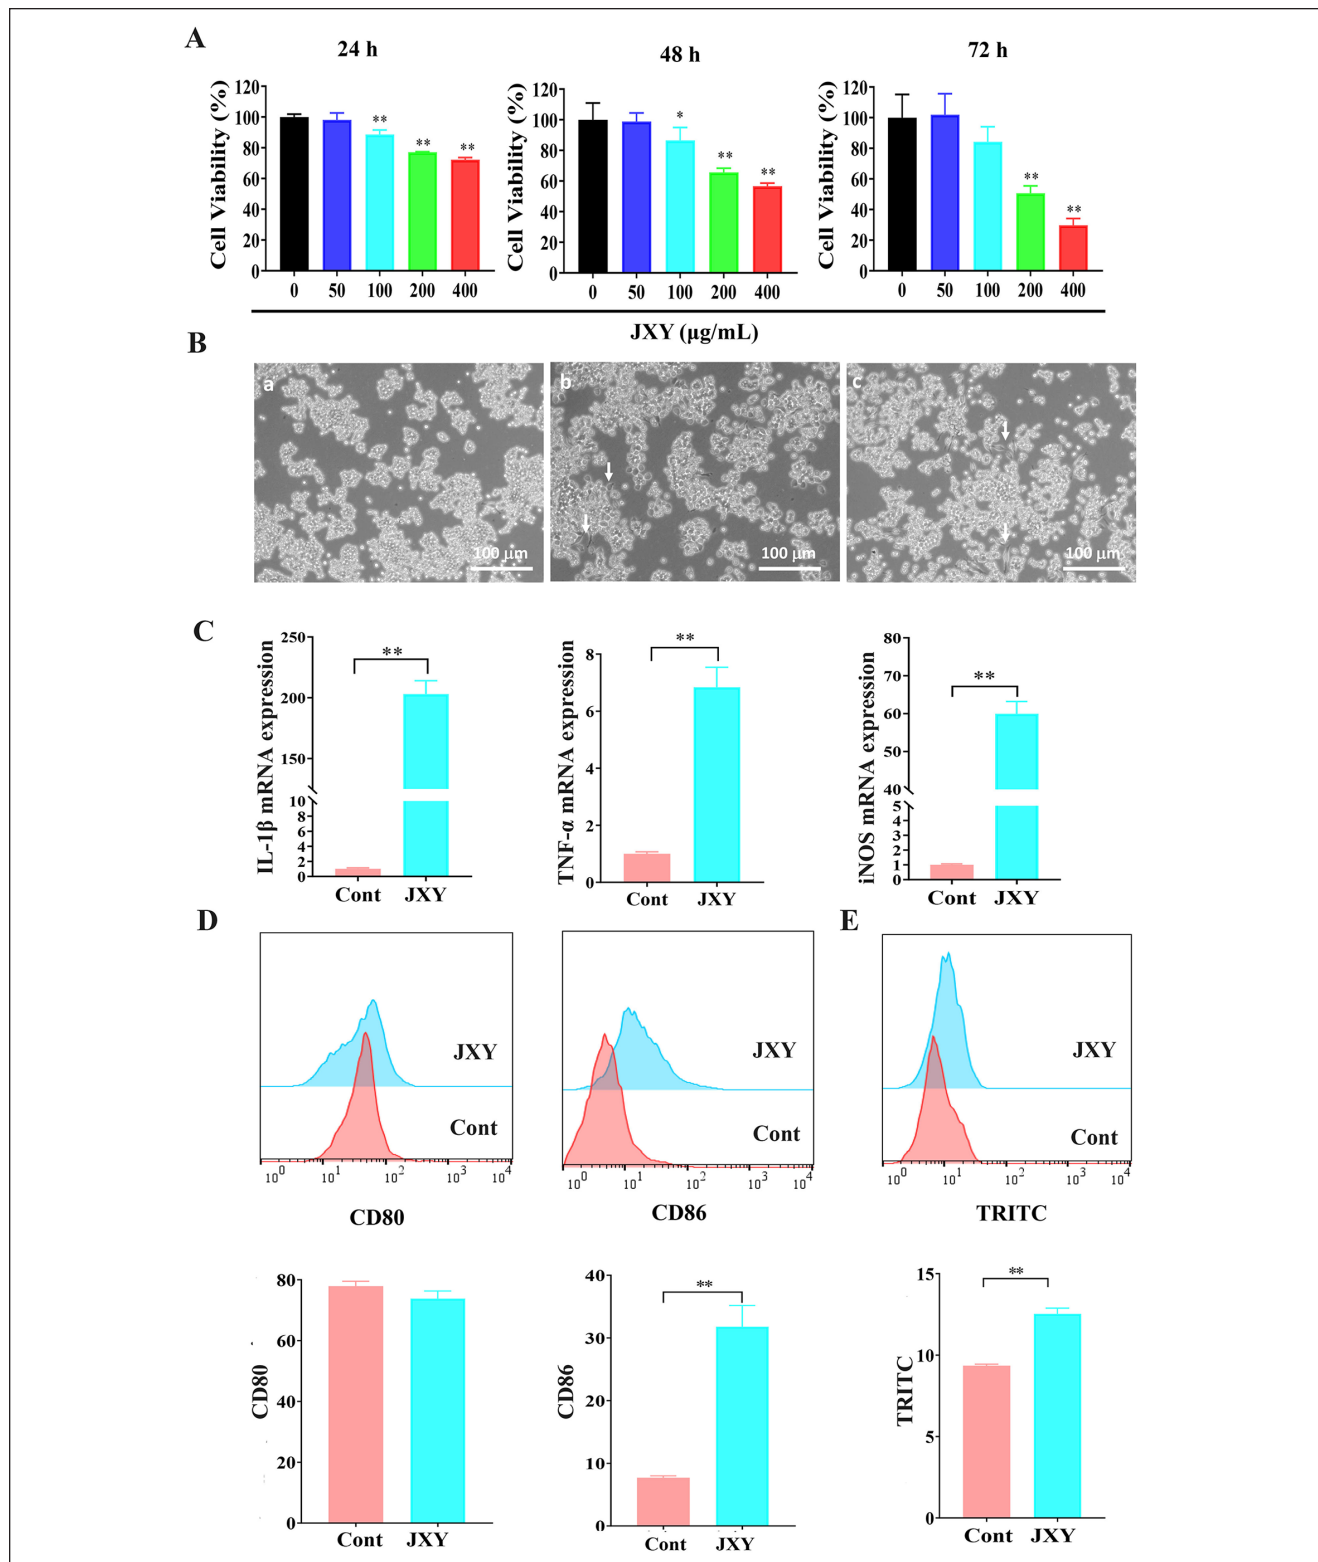 A
24 h
48 h
72 h
Cell Viability (%)
120
100
80
60
40
20
0
** ** **
0 50 100 200 400
Cell Viability (%)
120
100
80
60
40
20
0
* ** **
0 50 100 200 400
Cell Viability (%)
120
100
80
60
40
20
0
** **
0 50 100 200 400
JXY (μg/mL)
B
a
100 μm
b
100 μm
c
100 μm
C
IL-1β mRNA expression
250
200
150
10
8
6
4
2
0
**
Cont JXY
TNF-α mRNA expression
8
6
4
2
0
**
Cont JXY
iNOS mRNA expression
80
70
60
50
40
5
4
3
2
1
0
**
Cont JXY
D
JXY
Cont
10^0 10^1 10^2 10^3 10^4
CD80
JXY
Cont
10^0 10^1 10^2 10^3 10^4
CD86
E
JXY
Cont
10^0 10^1 10^2 10^3 10^4
TRITC
CD80
80
60
40
20
0
Cont JXY
CD86
40
30
20
10
0
**
Cont JXY
TRITC
15
10
5
0
**
Cont JXY